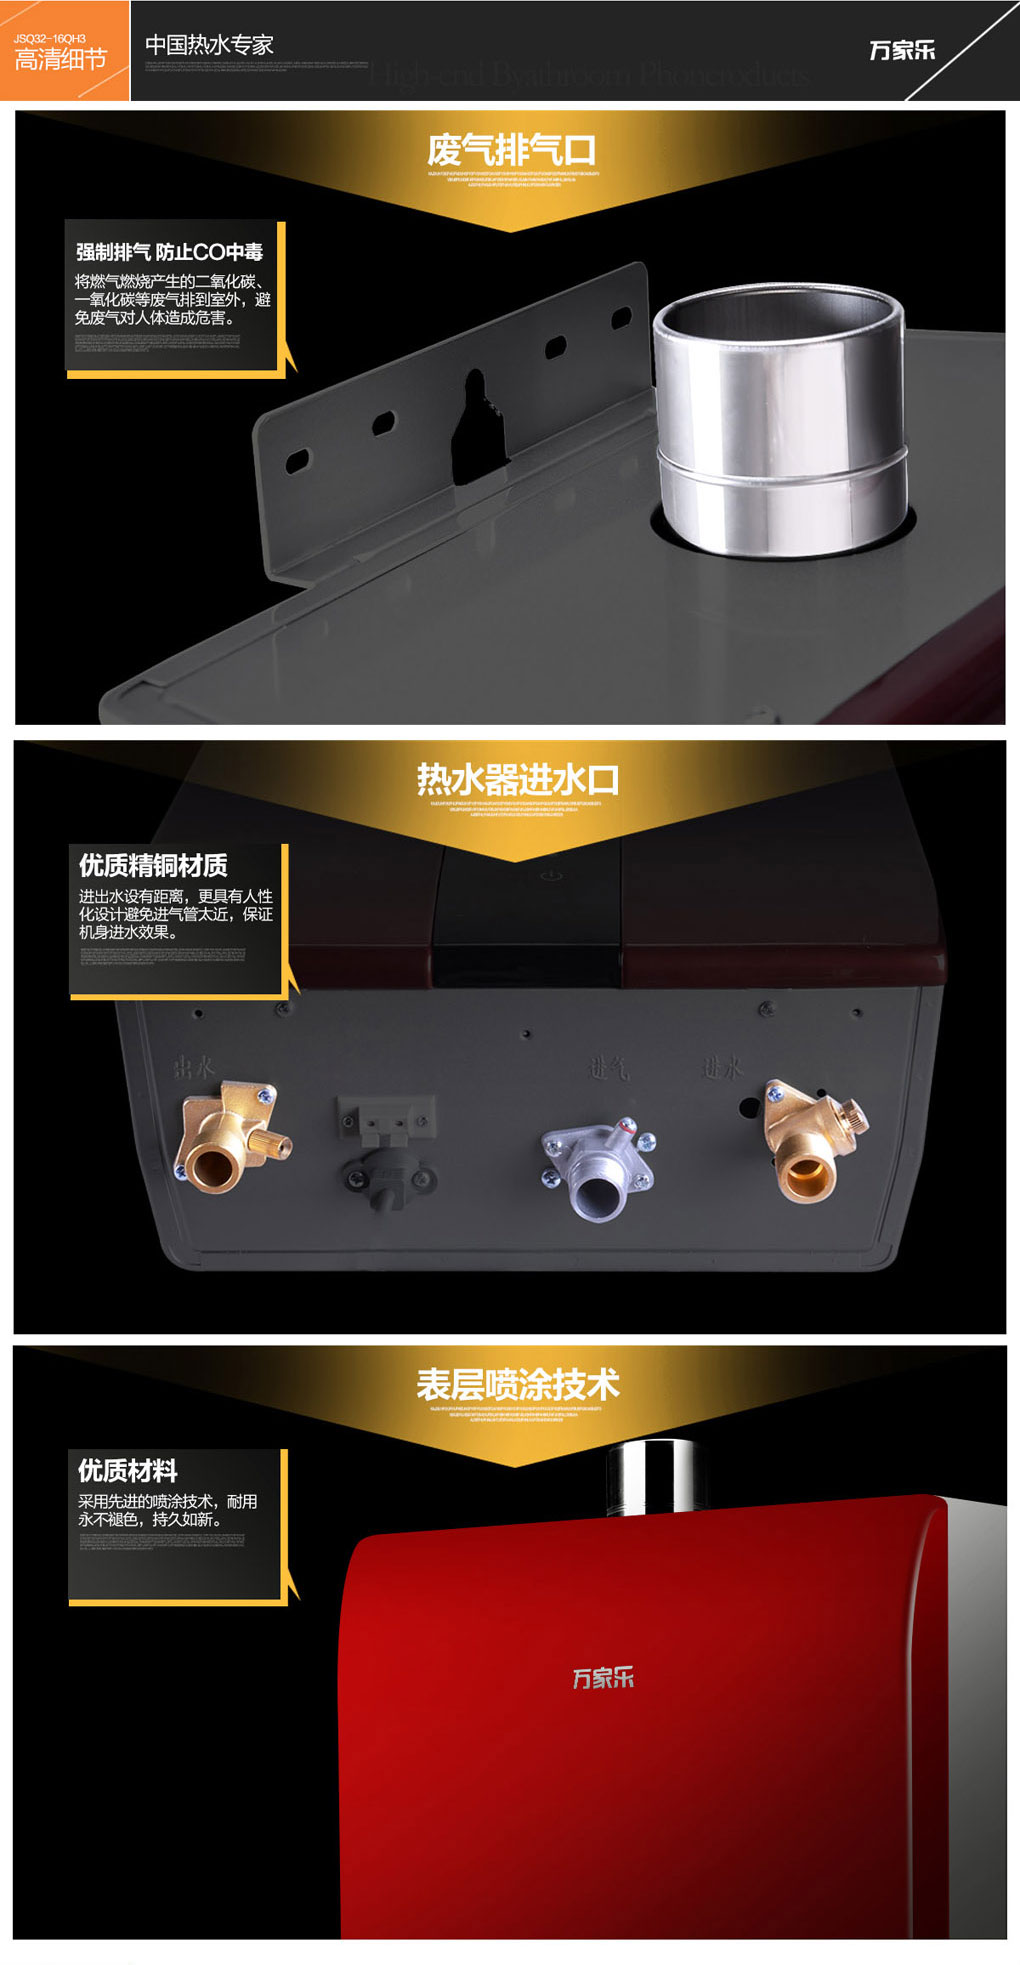 JSQ32-16QH3
高清细节
中国热水专家
High-end Byathroom Phoneroducts
万家乐
废气排气口
强制排气 防止CO中毒
将燃气燃烧产生的二氧化碳、
一氧化碳等废气排到室外，避
免废气对人体造成危害。
热水器进水口
优质精铜材质
进出水设有距离，更具有人性
化设计避免进气管太近，保证
机身进水效果。
出水
进气
进水
表层喷涂技术
优质材料
采用先进的喷涂技术，耐用
永不褪色，持久如新。
万家乐